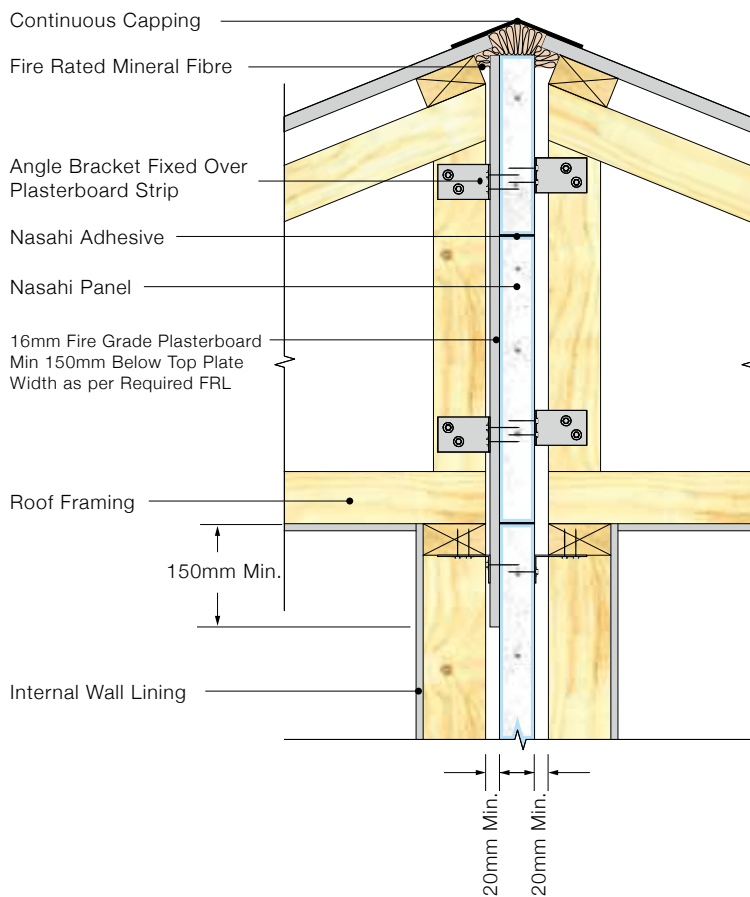 Continuous Capping
Fire Rated Mineral Fibre
Angle Bracket Fixed Over
Plasterboard Strip
Nasahi Adhesive
Nasahi Panel
16mm Fire Grade Plasterboard
Min 150mm Below Top Plate
Width as per Required FRL
Roof Framing
150mm Min.
Internal Wall Lining
20mm Min.
20mm Min.